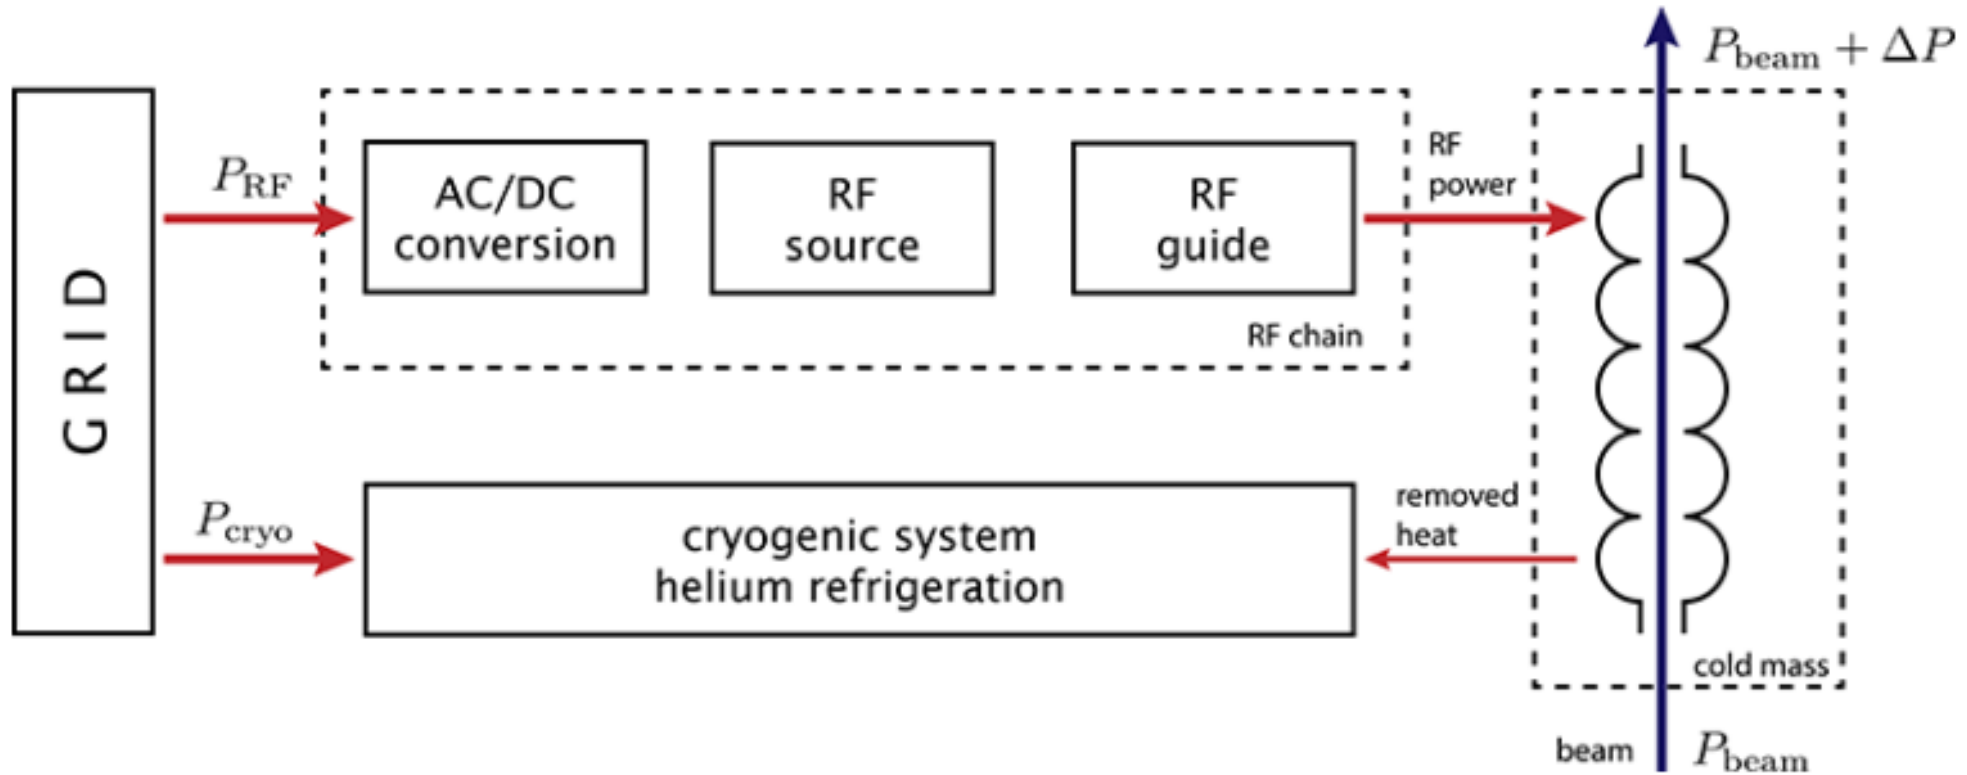 GRID
P_RF
AC/DC
conversion
RF
source
RF
guide
RF chain
RF
power
P_beam + ΔP
P_cryo
cryogenic system
helium refrigeration
removed
heat
cold mass
beam
P_beam